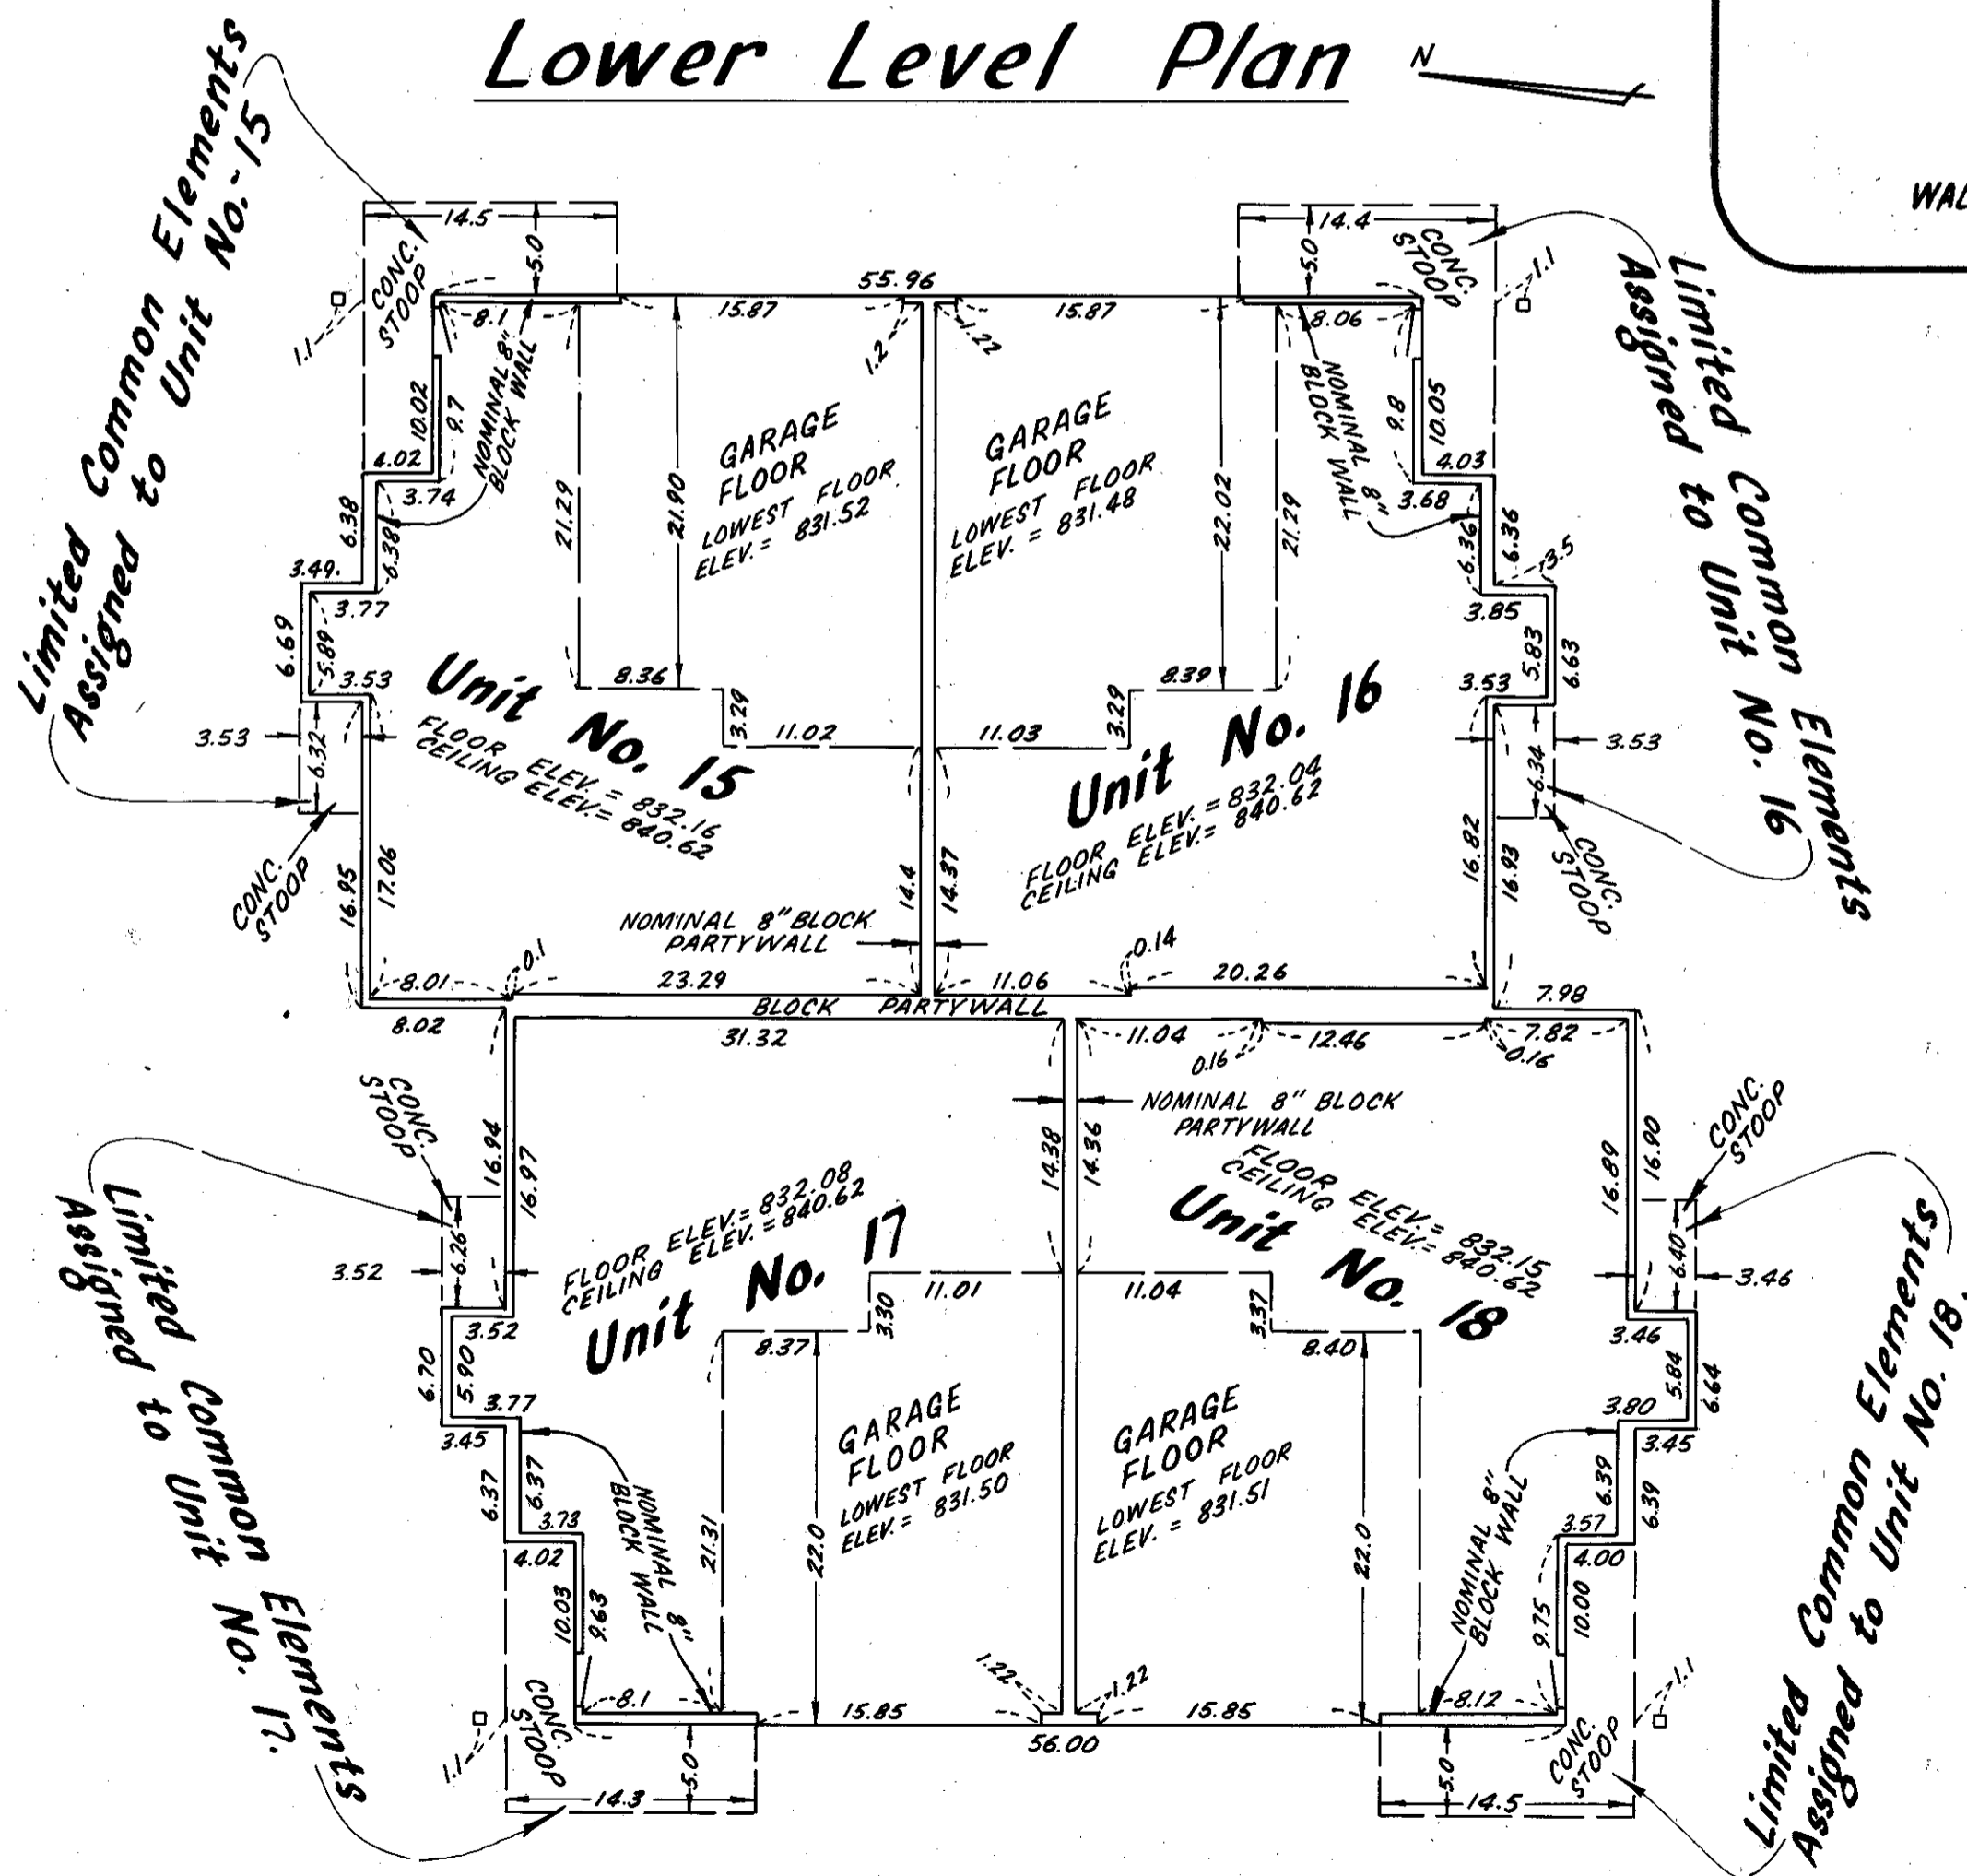 Lower Level Plan
N
WAL
Limited Common Elements
Assigned to Unit No.-15
Limited Common Elements
Assigned to Unit No. 16
14.5
5.0
CONC.
STOOP
1.1
55.96
14.4
5.0
CONC.
STOOP
1.1
8.1
15.87
1.2
1.22
15.87
8.06
NOMINAL 8"
BLOCK WALL
NOMINAL 8"
BLOCK WALL
10.02
9.7
4.02
3.74
6.38
6.38
3.49
3.77
6.69
5.89
3.53
3.53
6.32
CONC.
STOOP
16.95
17.06
21.29
21.90
GARAGE
FLOOR
LOWEST FLOOR
ELEV. = 831.52
GARAGE
FLOOR
LOWEST FLOOR
ELEV. = 831.48
22.02
21.29
9.8
10.05
4.03
3.68
6.36
6.36
3.5
3.85
5.83
6.63
3.53
3.53
6.34
CONC.
STOOP
16.82
16.93
8.36
3.29
11.02
8.39
3.29
11.03
Unit No. 15
FLOOR ELEV. = 832.16
CEILING ELEV. = 840.62
Unit No. 16
FLOOR ELEV. = 832.04
CEILING ELEV. = 840.62
14.4
14.37
NOMINAL 8" BLOCK
PARTYWALL
8.01
0.1
23.29
11.06
0.14
20.26
BLOCK PARTYWALL
8.02
7.98
31.32
11.04
0.16
12.46
0.16
7.82
NOMINAL 8" BLOCK
PARTYWALL
CONC.
STOOP
16.94
16.97
14.38
14.36
16.89
16.90
CONC.
STOOP
FLOOR ELEV. = 832.08
CEILING ELEV. = 840.62
Unit No. 17
FLOOR ELEV. = 832.15
CEILING ELEV. = 840.62
Unit No. 18
3.52
6.26
3.52
6.70
5.90
3.77
3.45
6.37
6.37
3.73
4.02
10.03
9.63
11.01
3.30
8.37
11.04
3.37
8.40
6.40
3.46
3.46
5.84
6.64
3.80
3.45
6.39
6.39
3.57
4.00
9.75
10.00
NOMINAL 8"
BLOCK WALL
21.31
22.0
GARAGE
FLOOR
LOWEST FLOOR
ELEV. = 831.50
GARAGE
FLOOR
LOWEST FLOOR
ELEV. = 831.51
22.0
NOMINAL 8"
BLOCK WALL
8.1
15.85
1.22
1.22
15.85
8.12
56.00
1.1
CONC.
STOOP
14.3
5.0
5.0
14.5
CONC.
STOOP
1.1
Limited Common Elements
Assigned to Unit No. 17.
Limited Common Elements
Assigned to Unit No. 18.